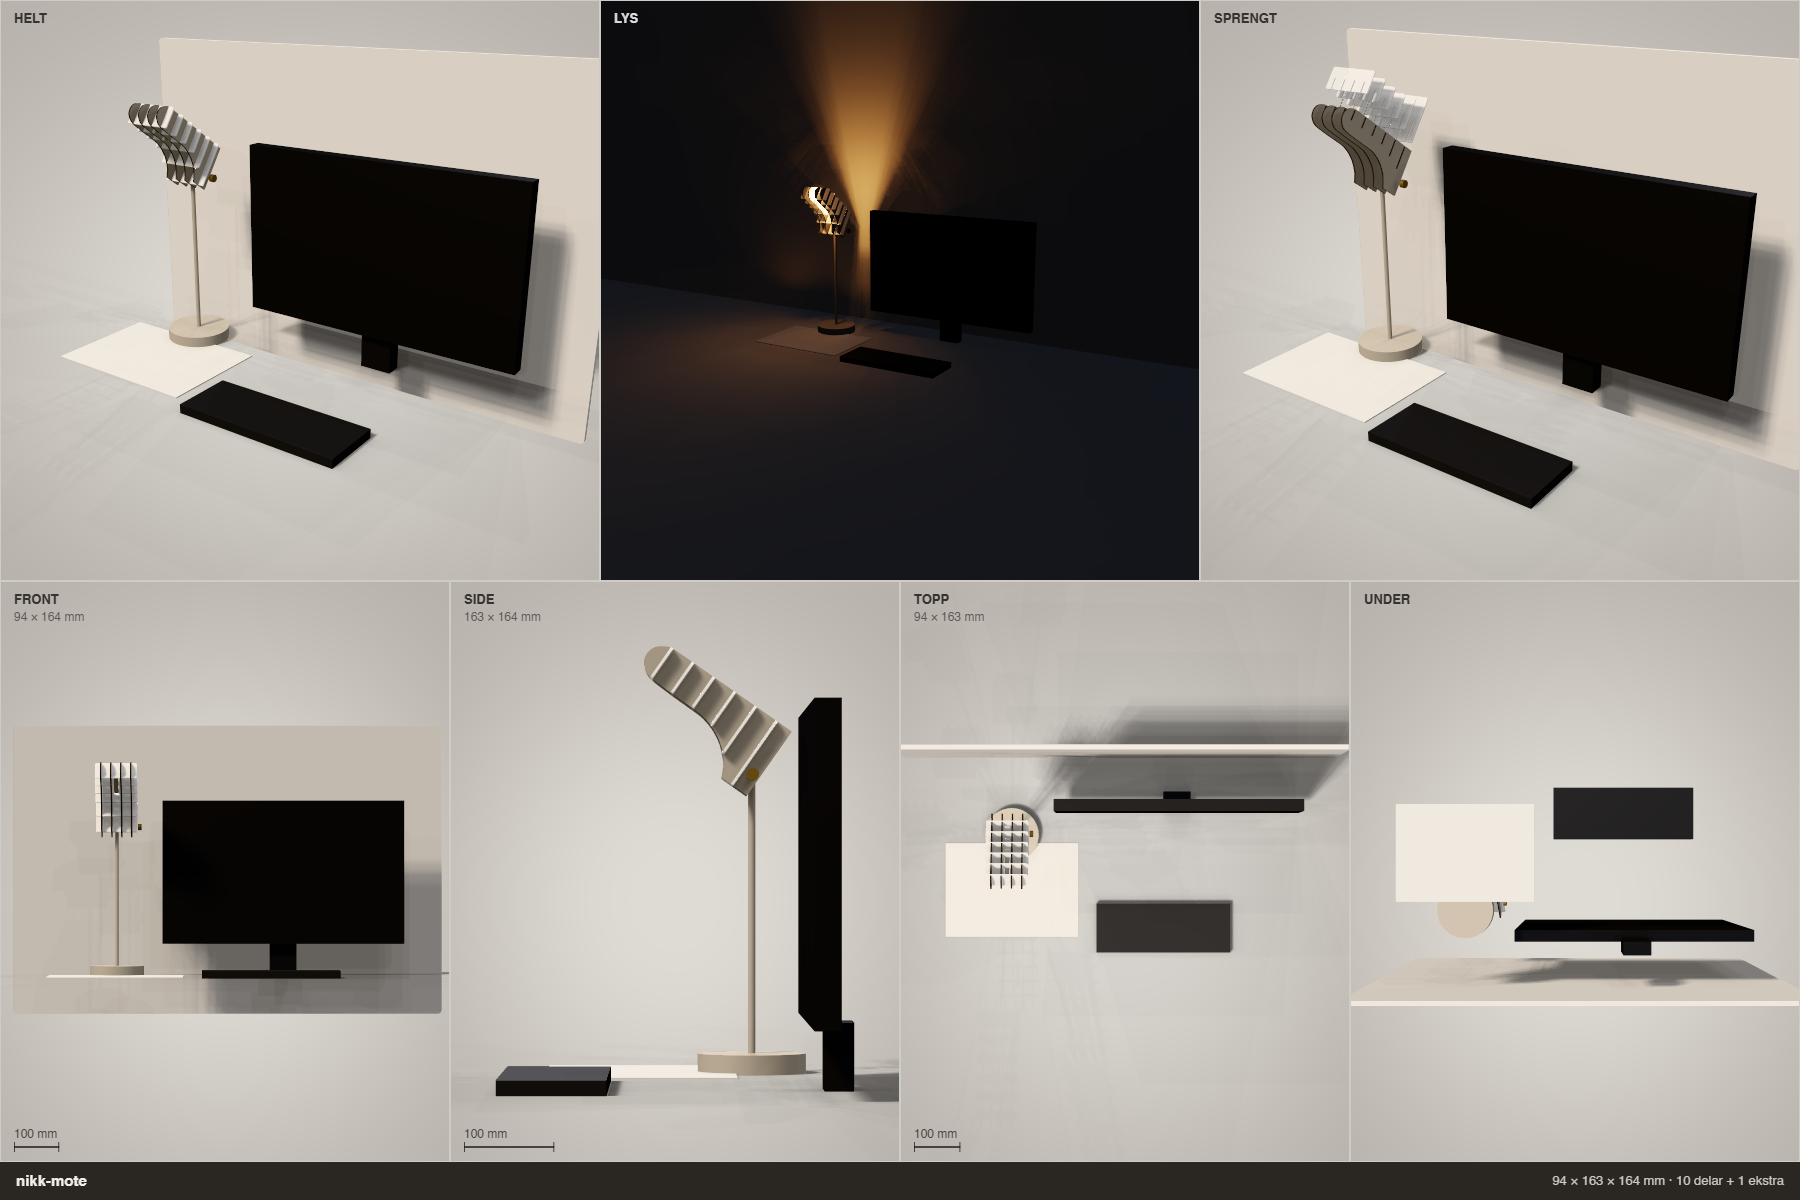 HELT
LYS
SPRENGT
FRONT
94 × 164 mm
SIDE
163 × 164 mm
TOPP
94 × 163 mm
UNDER
100 mm
100 mm
100 mm
nikk-mote
94 × 163 × 164 mm · 10 delar + 1 ekstra